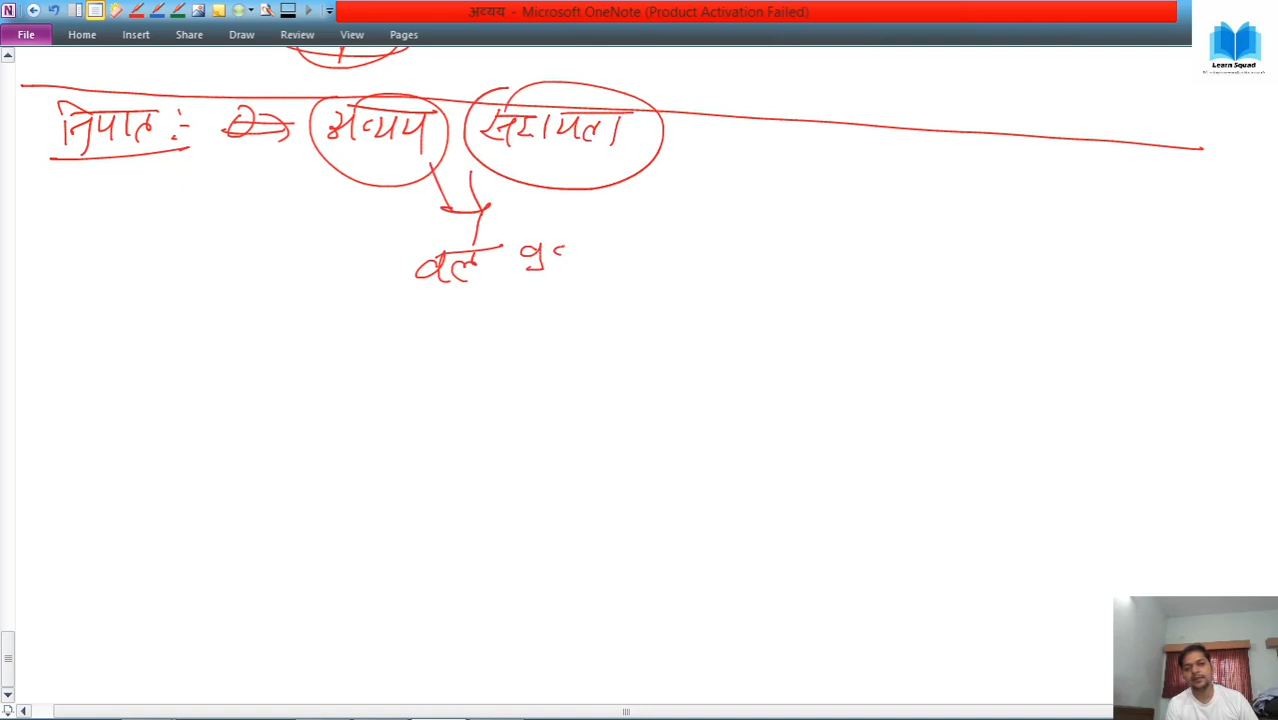 अव्यय - Microsoft OneNote (Product Activation Failed)
File Home Insert Share Draw Review View Pages
Learn Squad
निपात :- अव्यय सहायता
बल